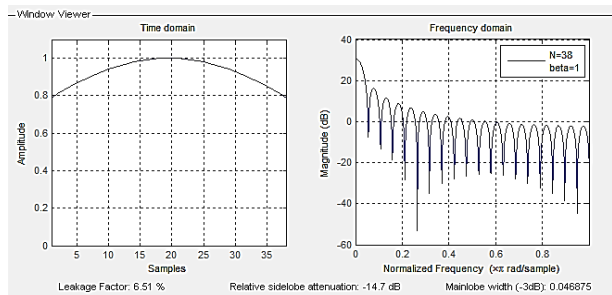 Window Viewer
Time domain
Amplitude
1
0.8
0.6
0.4
0.2
0
5 10 15 20 25 30 35
Samples
Frequency domain
Magnitude (dB)
40
20
0
-20
-40
-60
N=38
beta=1
0 0.2 0.4 0.6 0.8
Normalized Frequency (×π rad/sample)
Leakage Factor: 6.51 % Relative sidelobe attenuation: -14.7 dB Mainlobe width (-3dB): 0.046875